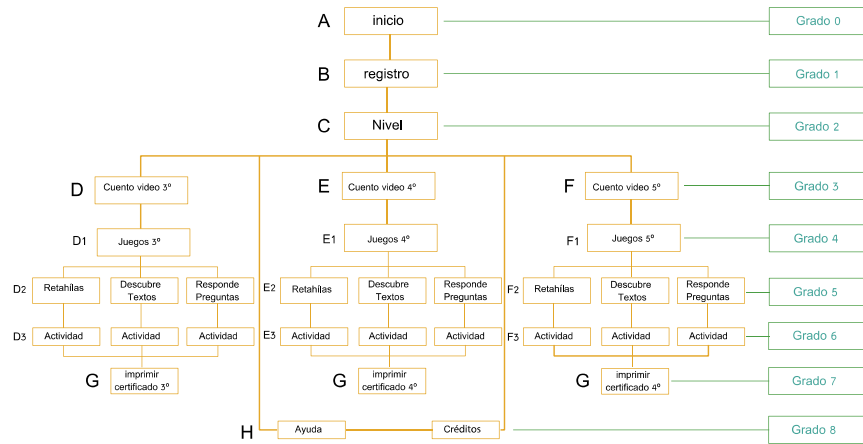 A inicio Grado 0
B registro Grado 1
C Nivel Grado 2
D Cuento video 3º E Cuento video 4º F Cuento video 5º Grado 3
D1 Juegos 3º E1 Juegos 4º F1 Juegos 5º Grado 4
D2 Retahílas Descubre Responde E2 Retahílas Descubre Responde F2 Retahílas Descubre Responde Grado 5
Textos Preguntas Textos Preguntas Textos Preguntas
D3 Actividad Actividad Actividad E3 Actividad Actividad Actividad F3 Actividad Actividad Actividad Grado 6
G imprimir G imprimir G imprimir Grado 7
certificado 3º certificado 4º certificado 4º
H Ayuda Créditos Grado 8